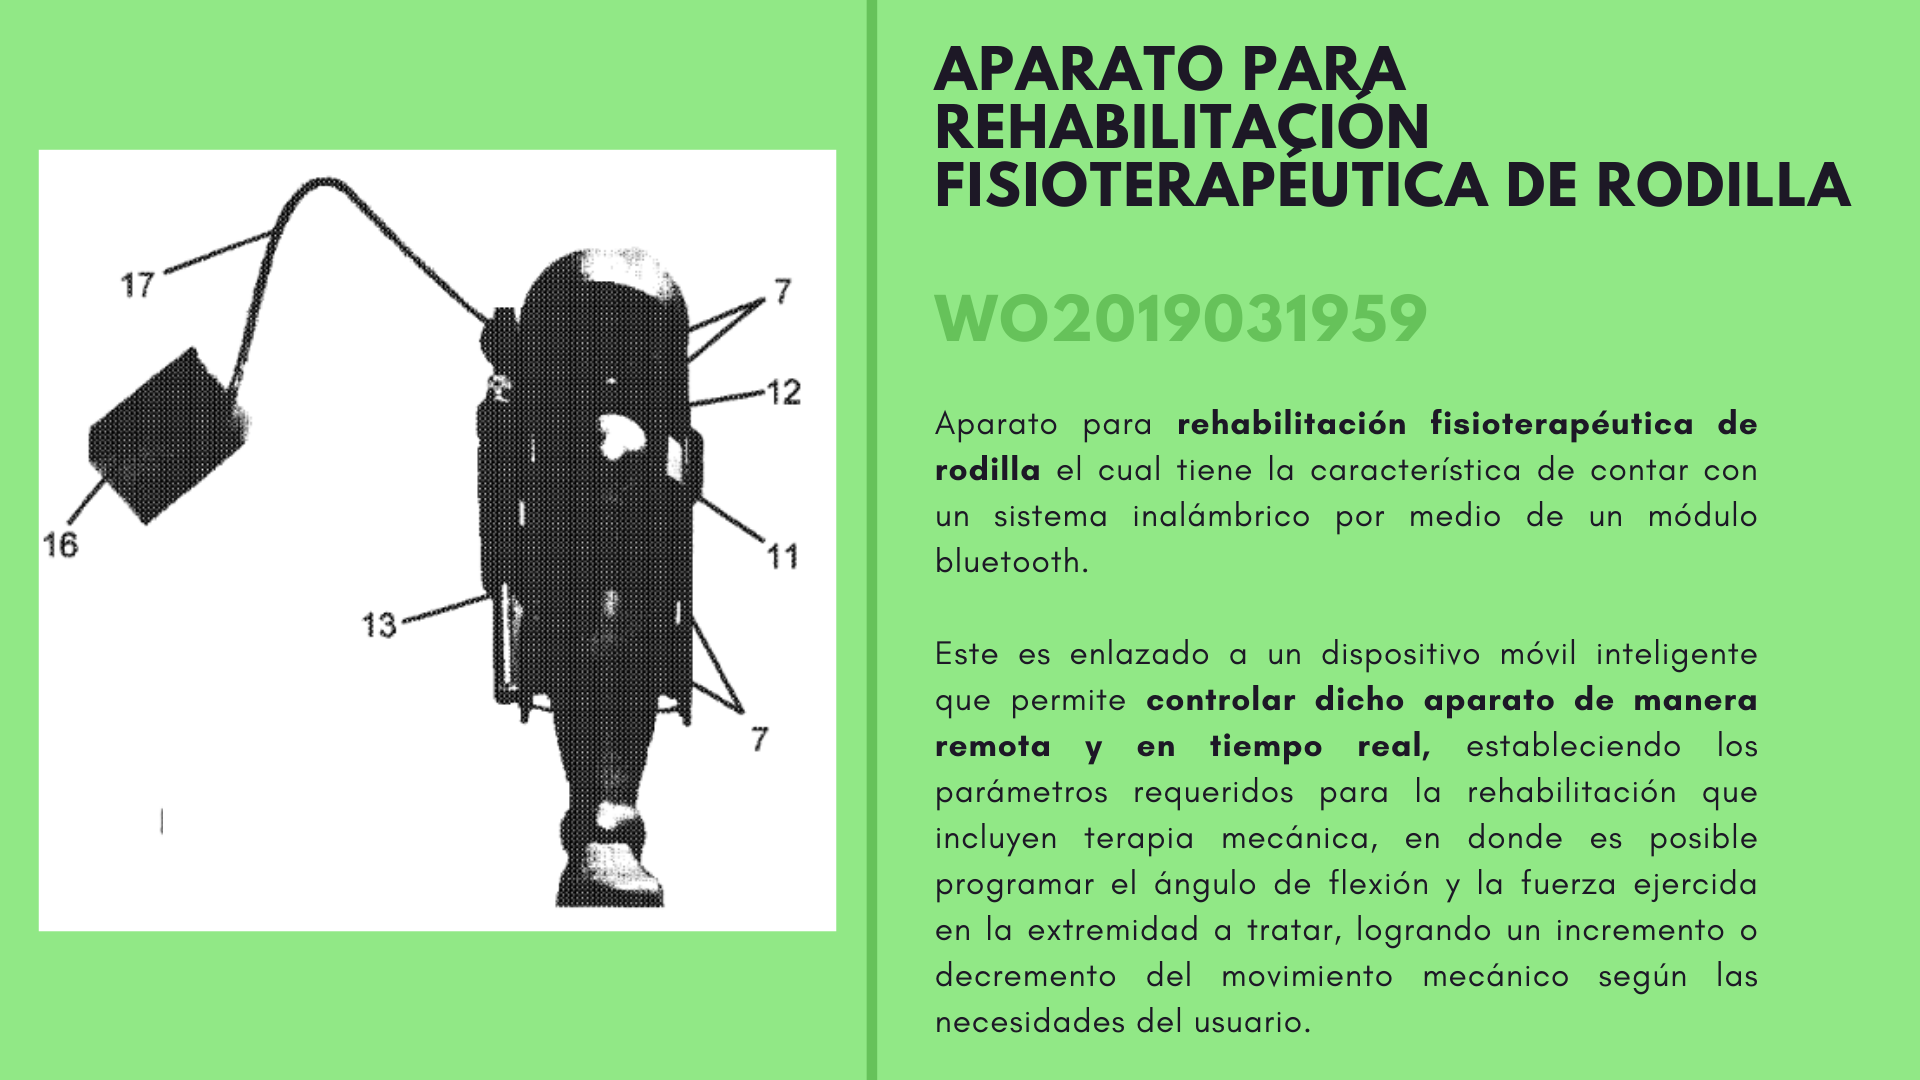 APARATO PARA
REHABILITACIÓN
FISIOTERAPÉUTICA DE RODILLA
WO2019031959
Aparato para rehabilitación fisioterapéutica de
rodilla el cual tiene la característica de contar con
un sistema inalámbrico por medio de un módulo
bluetooth.
Este es enlazado a un dispositivo móvil inteligente
que permite controlar dicho aparato de manera
remota y en tiempo real, estableciendo los
parámetros requeridos para la rehabilitación que
incluyen terapia mecánica, en donde es posible
programar el ángulo de flexión y la fuerza ejercida
en la extremidad a tratar, logrando un incremento o
decremento del movimiento mecánico según las
necesidades del usuario.
17
7
12
16
11
13
7